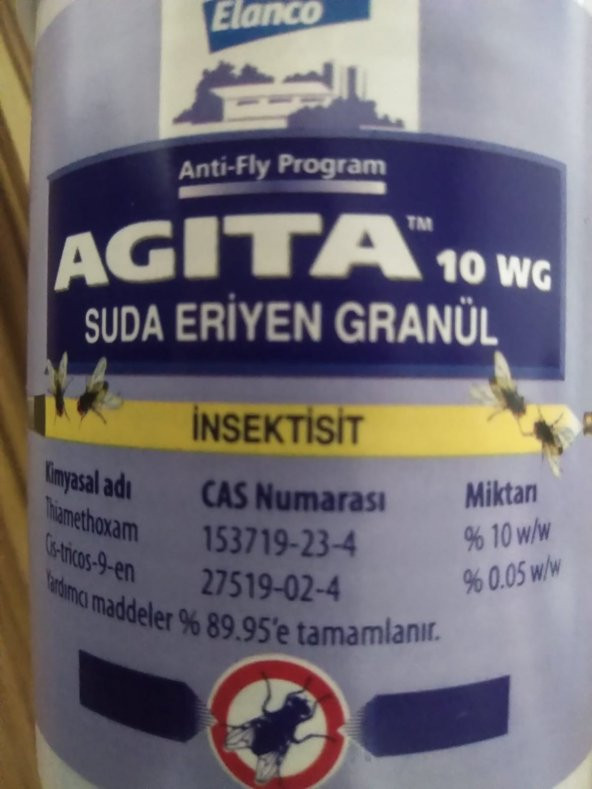 Elanco
Anti-Fly Program
AGITA™ 10 WG
SUDA ERİYEN GRANÜL
İNSEKTİSİT
Kimyasal adı CAS Numarası Miktarı
Thiamethoxam 153719-23-4 % 10 w/w
Cis-tricos-9-en 27519-02-4 % 0.05 w/w
Yardımcı maddeler % 89.95'e tamamlanır.